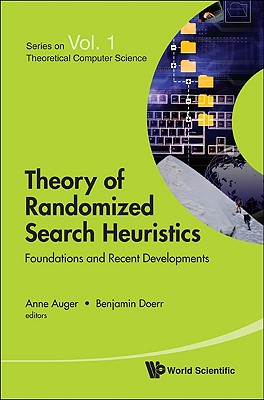 Series on Vol. 1
Theoretical Computer Science
Theory of
Randomized
Search Heuristics
Foundations and Recent Developments
Anne Auger • Benjamin Doerr
editors
World Scientific